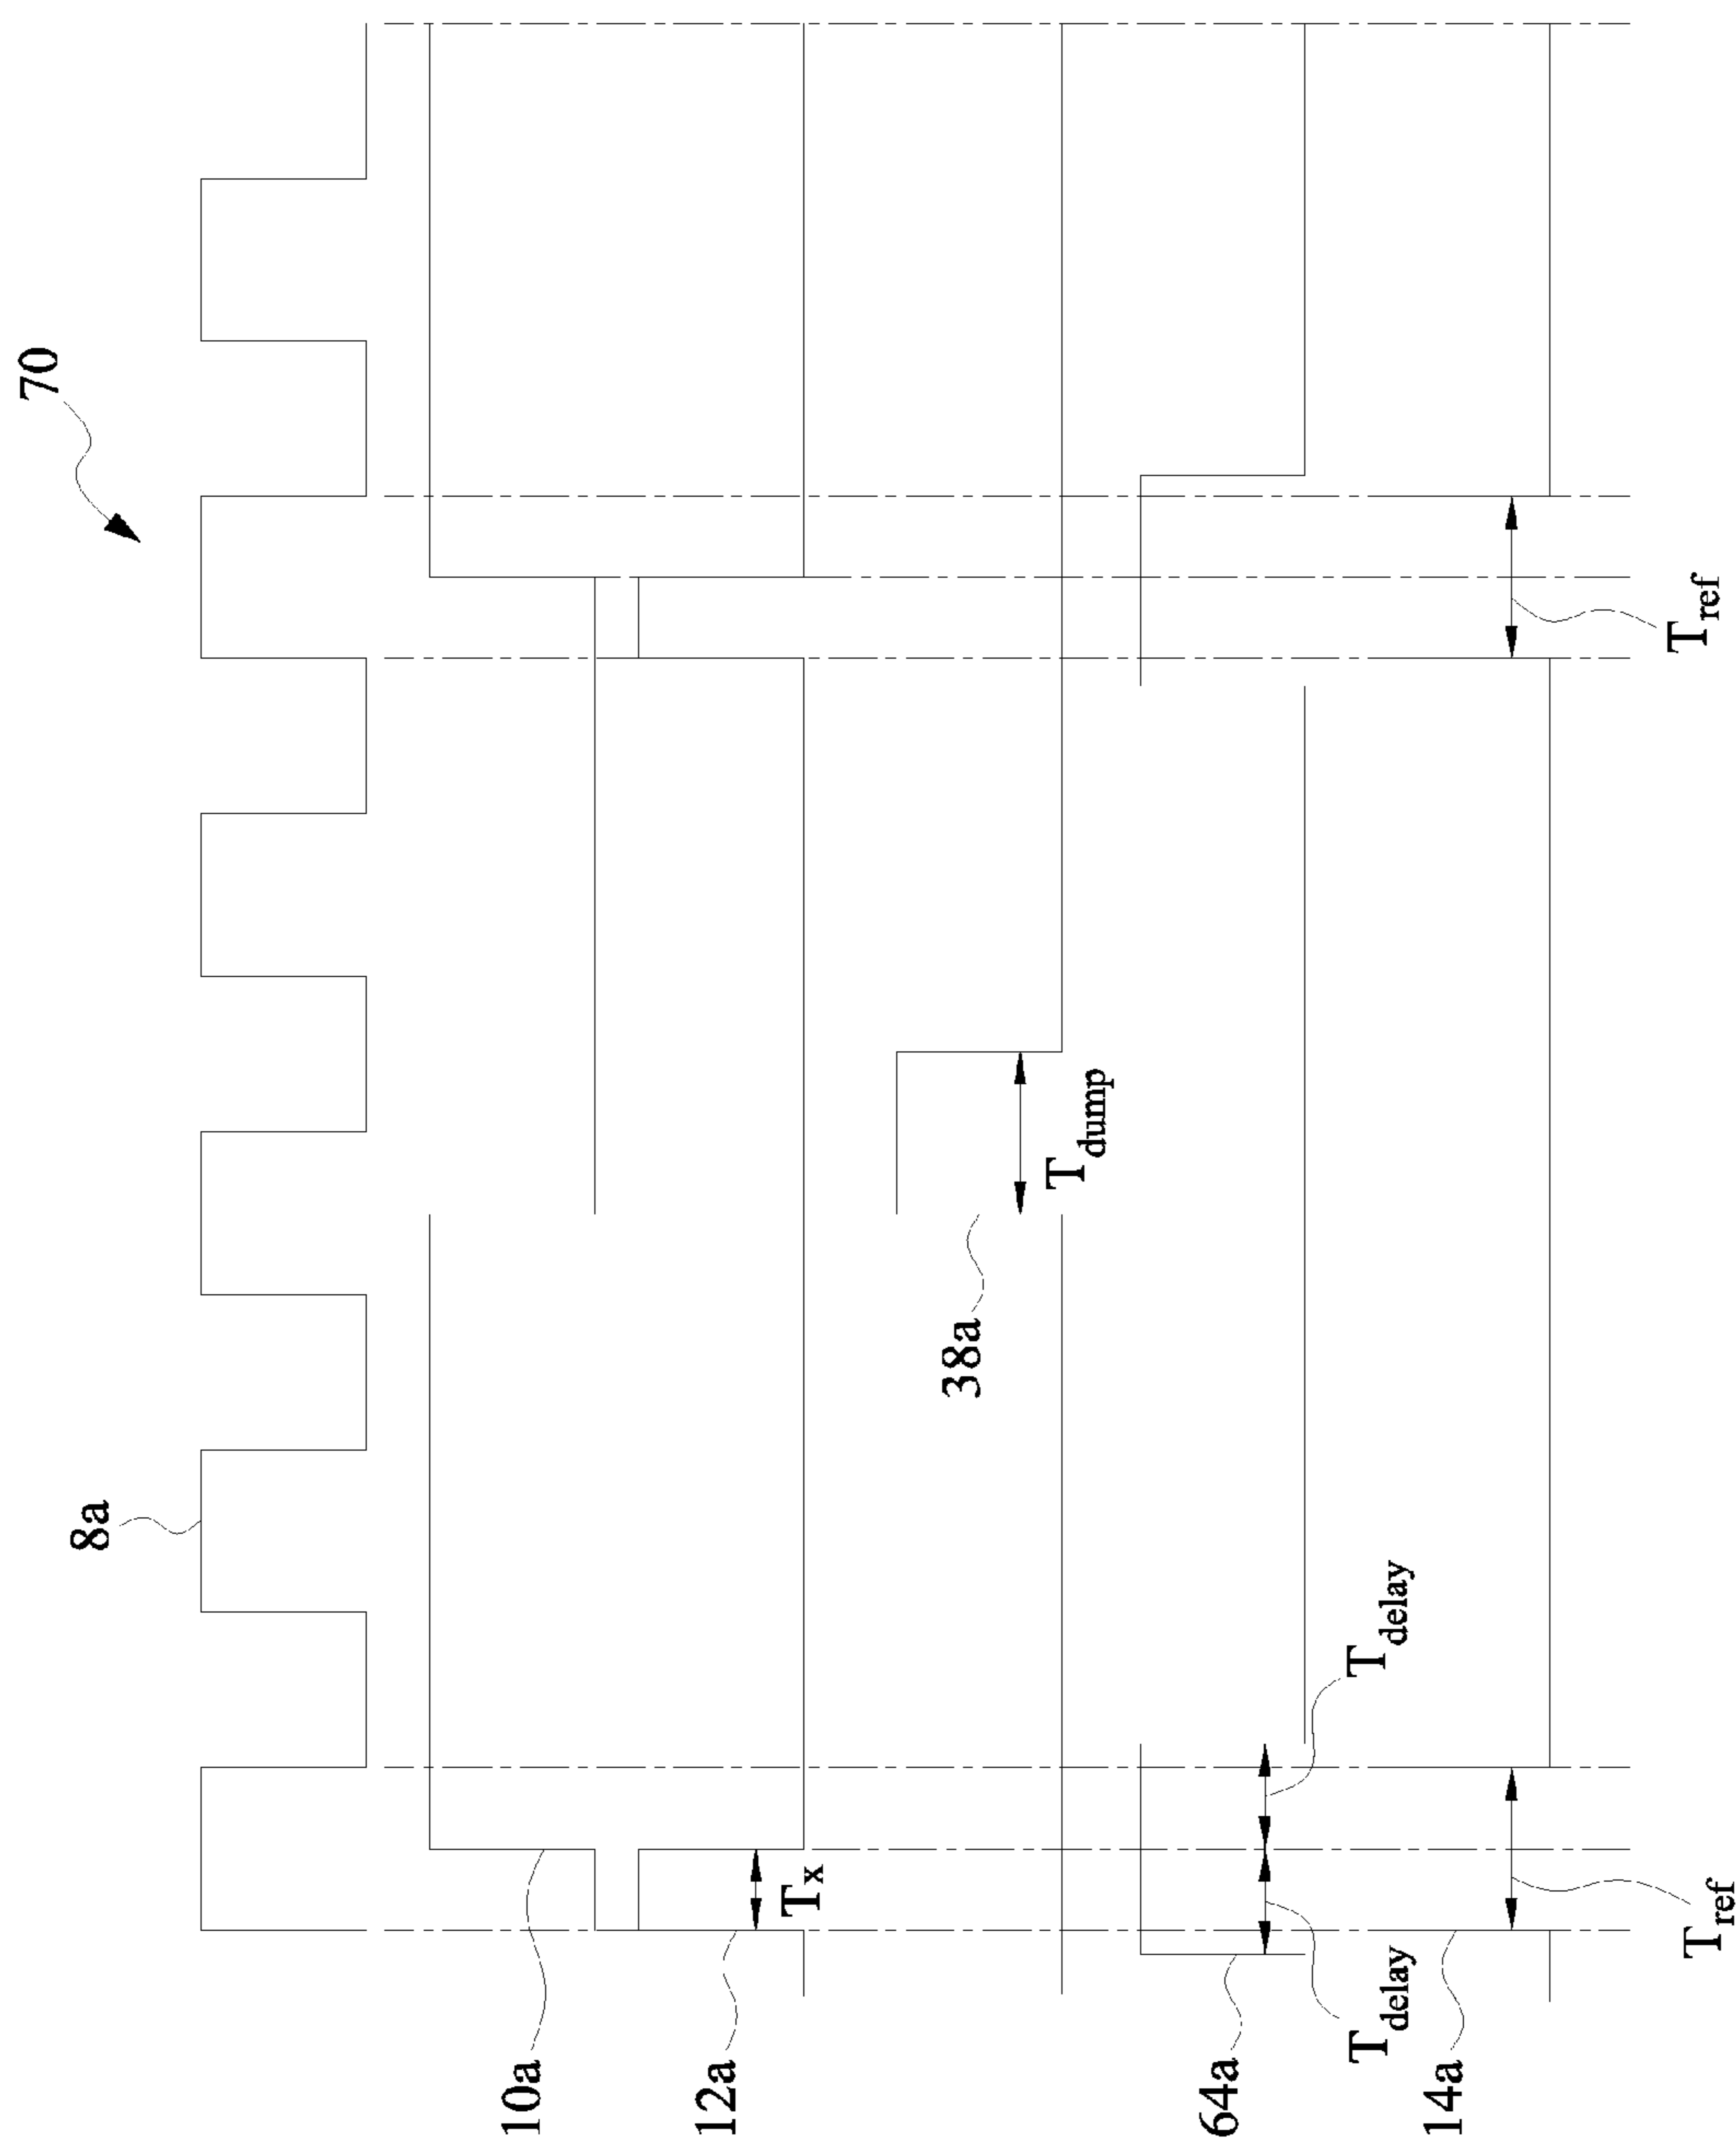 70
8a
10a
12a
T_x
38a
T_dump
64a
T_delay
T_delay
14a
T_ref
T_ref